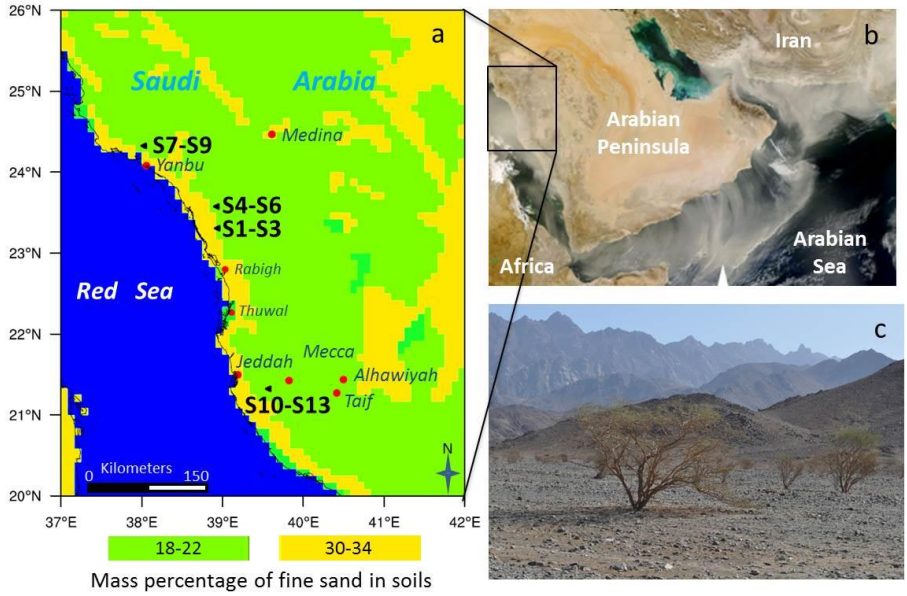 26°N
a
Saudi Arabia
25°N
Medina
S7-S9
Yanbu
24°N
S4-S6
S1-S3
23°N
Rabigh
Red Sea
Thuwal
22°N
Mecca
Jeddah
Alhawiyah
Taif
S10-S13
21°N
N
Kilometers
0 150
20°N
37°E 38°E 39°E 40°E 41°E 42°E
18-22 30-34
Mass percentage of fine sand in soils
b
Iran
Arabian
Peninsula
Arabian
Sea
Africa
c